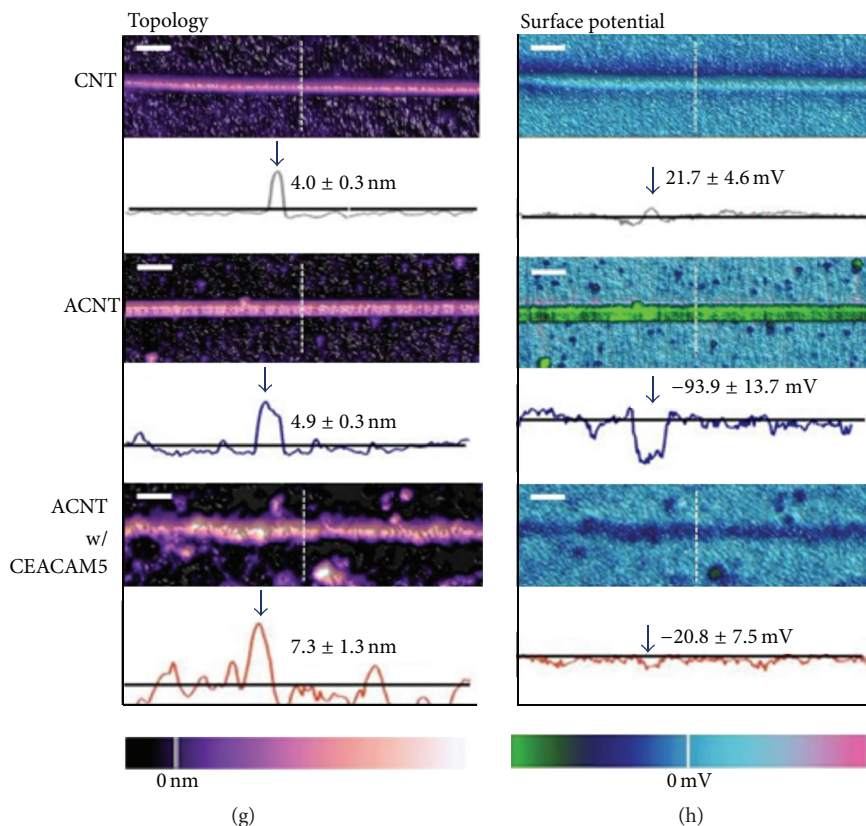 Topology
Surface potential
CNT
4.0 ± 0.3 nm
21.7 ± 4.6 mV
ACNT
4.9 ± 0.3 nm
−93.9 ± 13.7 mV
ACNT
w/
CEACAM5
7.3 ± 1.3 nm
−20.8 ± 7.5 mV
0 nm
0 mV
(g)
(h)